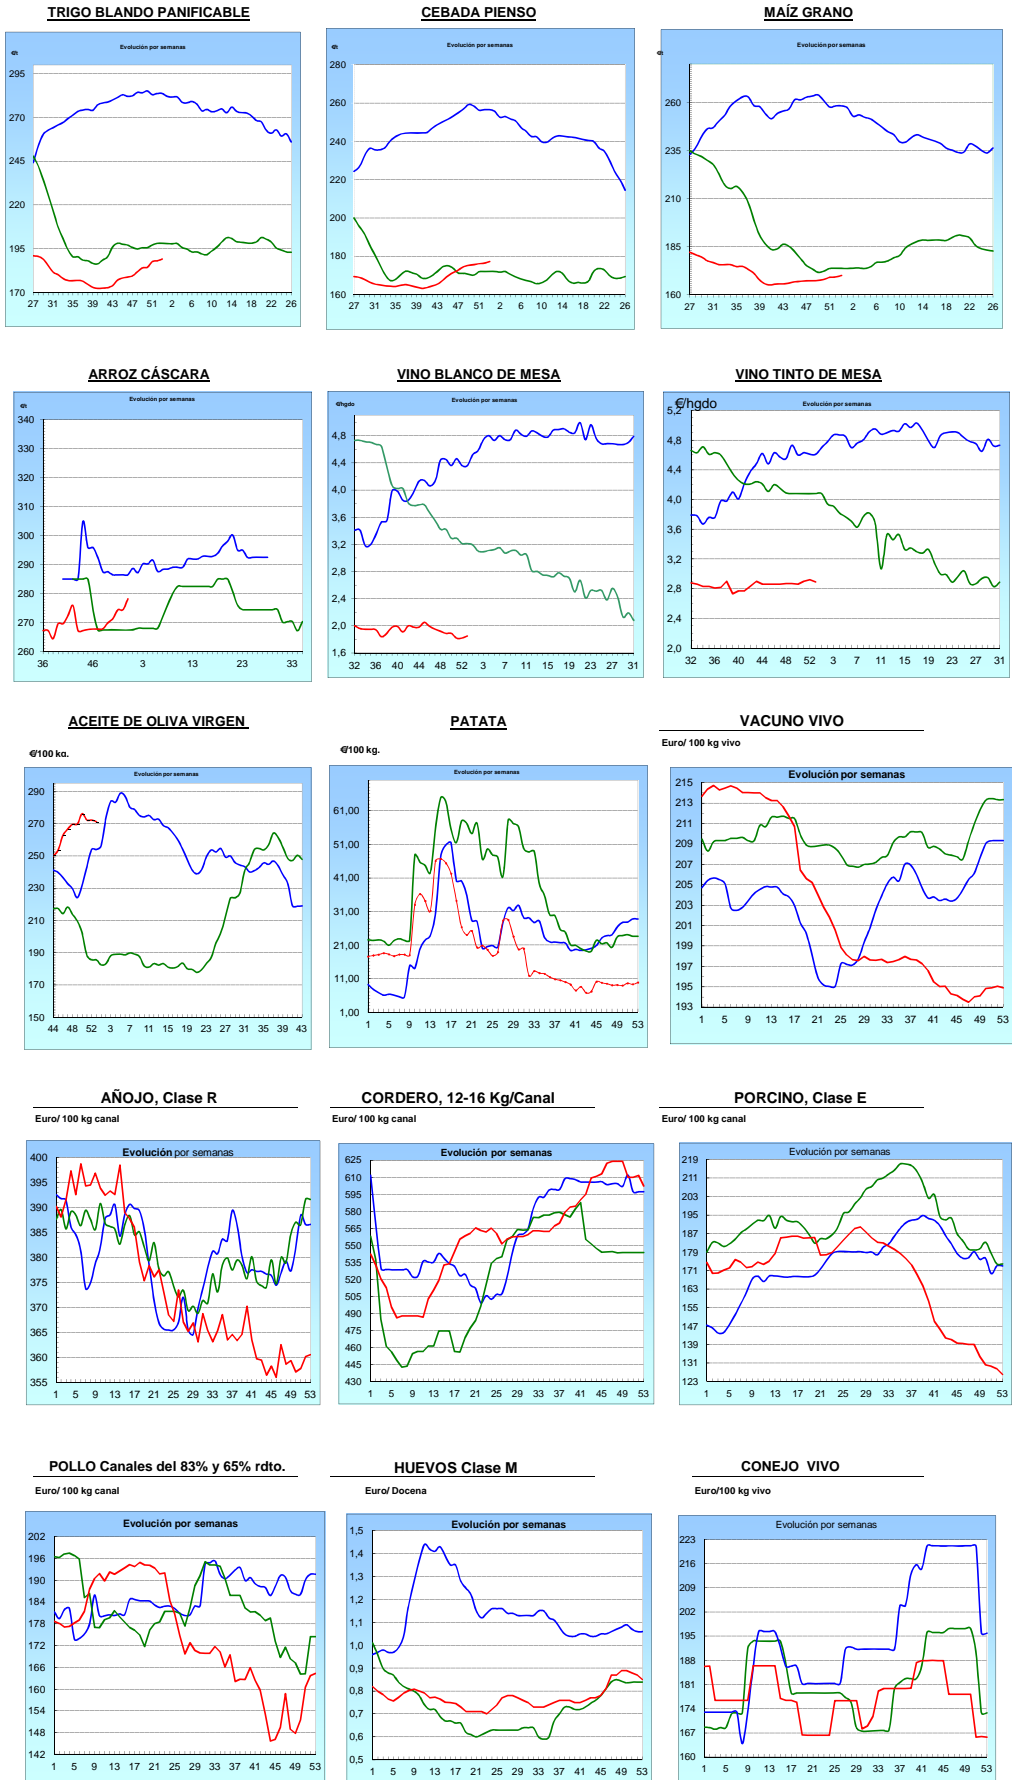 TRIGO BLANDO PANIFICABLE
CEBADA PIENSO
MAÍZ GRANO
Evolución por semanas
Evolución por semanas
Evolución por semanas
€/t
€/t
€/t
295
270
245
220
195
170
27 31 35 39 43 47 51 2 6 10 14 18 22 26
280
260
240
220
200
180
160
27 31 35 39 43 47 51 2 6 10 14 18 22 26
260
235
210
185
160
27 31 35 39 43 47 51 2 6 10 14 18 22 26
ARROZ CÁSCARA
VINO BLANCO DE MESA
VINO TINTO DE MESA
Evolución por semanas
Evolución por semanas
Evolución por semanas
€/t
€/hgdo
€/hgdo
340
330
320
310
300
290
280
270
260
36 46 3 13 23 33
4,8
4,4
4,0
3,6
3,2
2,8
2,4
2,0
1,6
32 36 40 44 48 52 3 7 11 15 19 23 27 31
5,2
4,8
4,4
4,0
3,6
3,2
2,8
2,4
2,0
32 36 40 44 48 52 3 7 11 15 19 23 27 31
ACEITE DE OLIVA VIRGEN
PATATA
VACUNO VIVO
€/100 kg.
€/100 kg.
Euro/ 100 kg vivo
Evolución por semanas
Evolución por semanas
Evolución por semanas
290
270
250
230
210
190
170
150
44 48 52 3 7 11 15 19 23 27 31 35 39 43
61,00
51,00
41,00
31,00
21,00
11,00
1,00
1 5 9 13 17 21 25 29 33 37 41 45 49 53
215
213
211
209
207
205
203
201
199
197
195
193
1 5 9 13 17 21 25 29 33 37 41 45 49 53
AÑOJO, Clase R
CORDERO, 12-16 Kg/Canal
PORCINO, Clase E
Euro/ 100 kg canal
Euro/ 100 kg canal
Euro/ 100 kg canal
Evolución por semanas
Evolución por semanas
Evolución por semanas
400
395
390
385
380
375
370
365
360
355
1 5 9 13 17 21 25 29 33 37 41 45 49 53
625
610
595
580
565
550
535
520
505
490
475
460
445
430
1 5 9 13 17 21 25 29 33 37 41 45 49 53
219
211
203
195
187
179
171
163
155
147
139
131
123
1 5 9 13 17 21 25 29 33 37 41 45 49 53
POLLO Canales del 83% y 65% rdto.
HUEVOS Clase M
CONEJO VIVO
Euro/ 100 kg canal
Euro/ Docena
Euro/100 kg vivo
Evolución por semanas
Evolución por semanas
Evolución por semanas
202
196
190
184
178
172
166
160
154
148
142
1 5 9 13 17 21 25 29 33 37 41 45 49 53
1,5
1,4
1,3
1,2
1,1
1,0
0,9
0,8
0,7
0,6
0,5
1 5 9 13 17 21 25 29 33 37 41 45 49 53
223
216
209
202
195
188
181
174
167
160
1 5 9 13 17 21 25 29 33 37 41 45 49 53